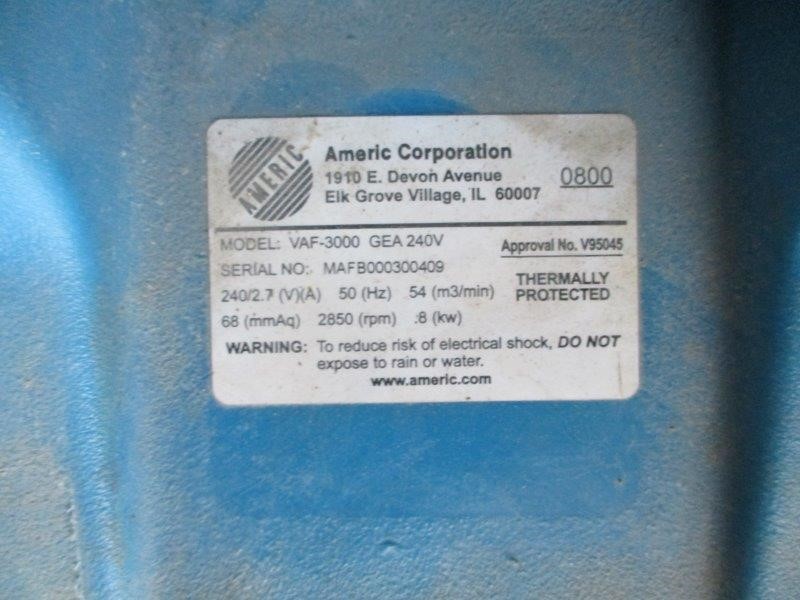 AMERIC
Americ Corporation
1910 E. Devon Avenue
Elk Grove Village, IL 60007
0800
MODEL: VAF-3000 GEA 240V
Approval No. V95045
SERIAL NO: MAFB000300409
THERMALLY
PROTECTED
240/2.7 (V)(A) 50 (Hz) 54 (m3/min)
68 (mmAq) 2850 (rpm) .8 (kw)
WARNING: To reduce risk of electrical shock, DO NOT
expose to rain or water.
www.americ.com